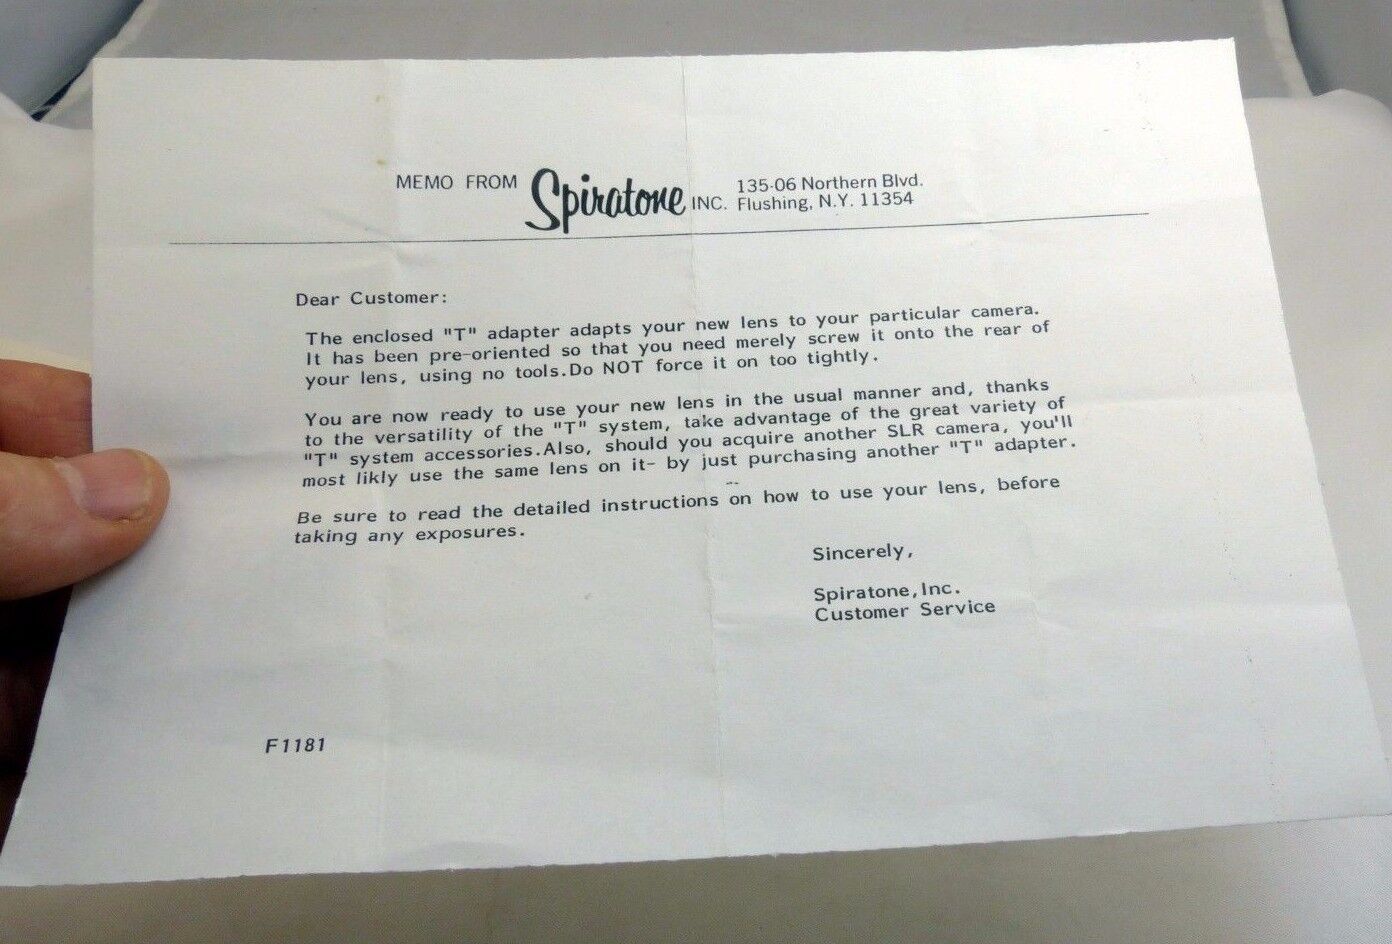 MEMO FROM Spiratone INC. 135-06 Northern Blvd.
Flushing, N.Y. 11354
Dear Customer:
The enclosed "T" adapter adapts your new lens to your particular camera.
It has been pre-oriented so that you need merely screw it onto the rear of
your lens, using no tools.Do NOT force it on too tightly.
You are now ready to use your new lens in the usual manner and, thanks
to the versatility of the "T" system, take advantage of the great variety of
"T" system accessories.Also, should you acquire another SLR camera, you'll
most likly use the same lens on it- by just purchasing another "T" adapter.
Be sure to read the detailed instructions on how to use your lens, before
taking any exposures.
Sincerely,
Spiratone,Inc.
Customer Service
F1181